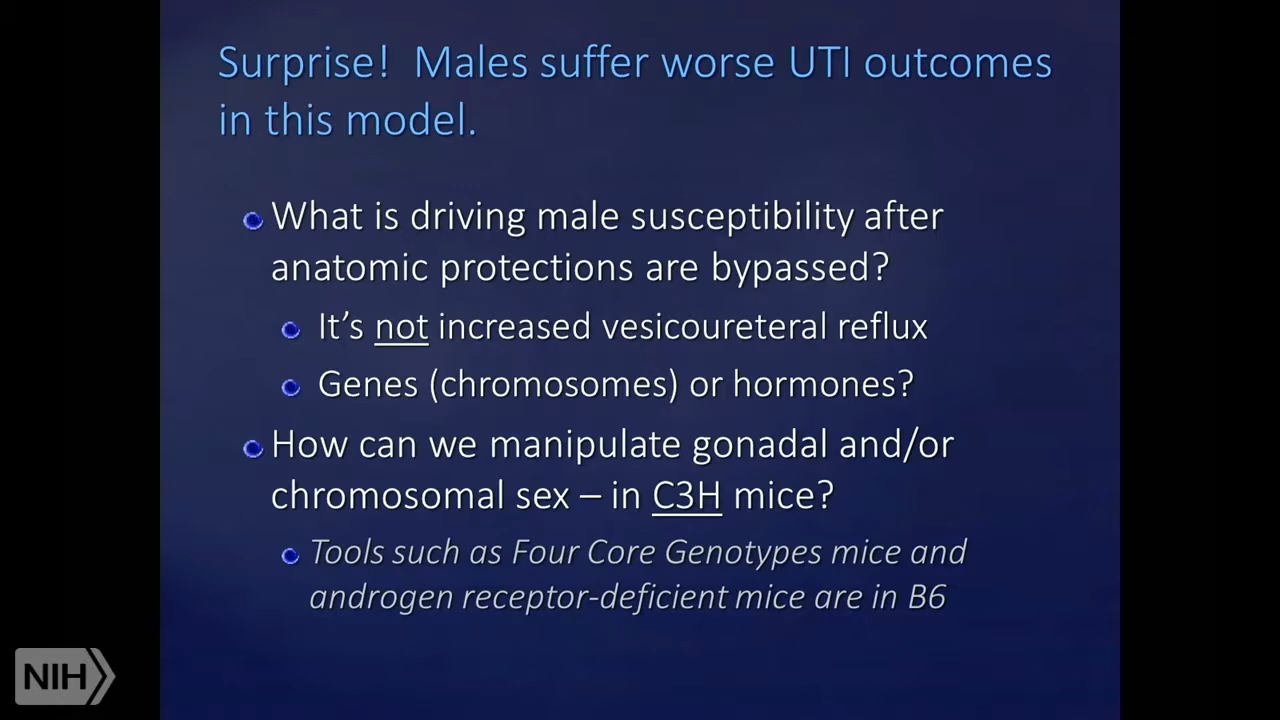 Surprise!  Males suffer worse UTI outcomes
in this model.
What is driving male susceptibility after
anatomic protections are bypassed?
It’s not increased vesicoureteral reflux
Genes (chromosomes) or hormones?
How can we manipulate gonadal and/or
chromosomal sex – in C3H mice?
Tools such as Four Core Genotypes mice and
androgen receptor-deficient mice are in B6
NIH